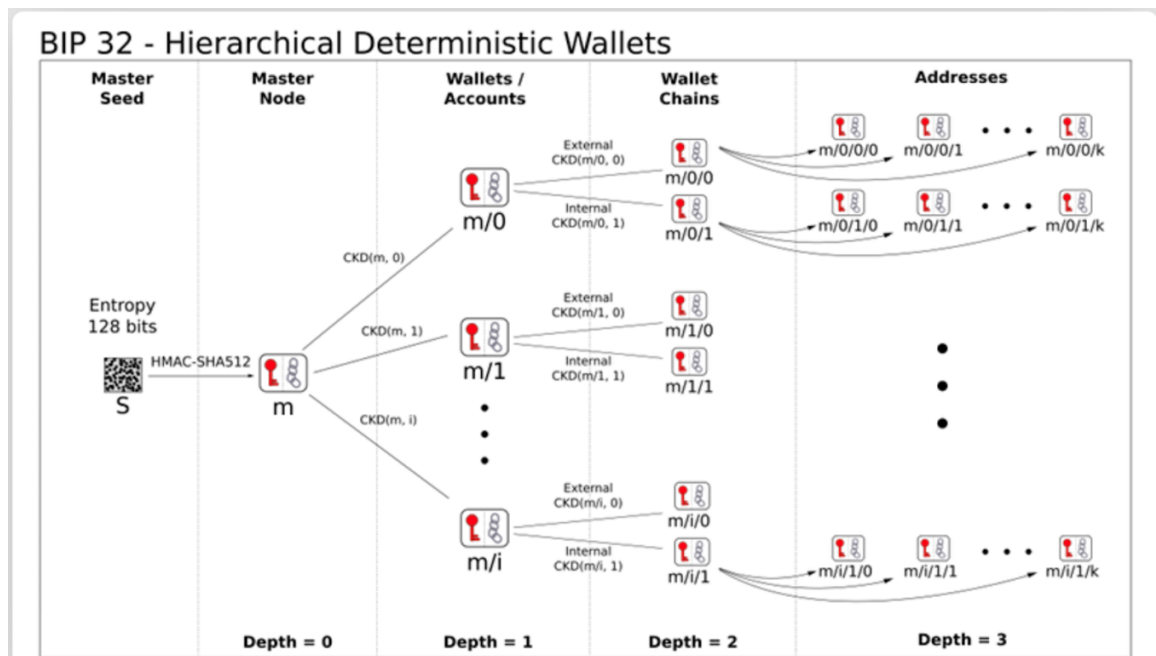 BIP 32 - Hierarchical Deterministic Wallets
Master
Seed
Master
Node
Wallets /
Accounts
Wallet
Chains
Addresses
Entropy
128 bits
HMAC-SHA512
S
m
CKD(m, 0)
CKD(m, 1)
CKD(m, i)
m/0
External
CKD(m/0, 0)
Internal
CKD(m/0, 1)
m/0/0
m/0/1
m/0/0/0
m/0/0/1
m/0/0/k
m/0/1/0
m/0/1/1
m/0/1/k
m/1
External
CKD(m/1, 0)
Internal
CKD(m/1, 1)
m/1/0
m/1/1
m/i
External
CKD(m/i, 0)
Internal
CKD(m/i, 1)
m/i/0
m/i/1
m/i/1/0
m/i/1/1
m/i/1/k
Depth = 0
Depth = 1
Depth = 2
Depth = 3